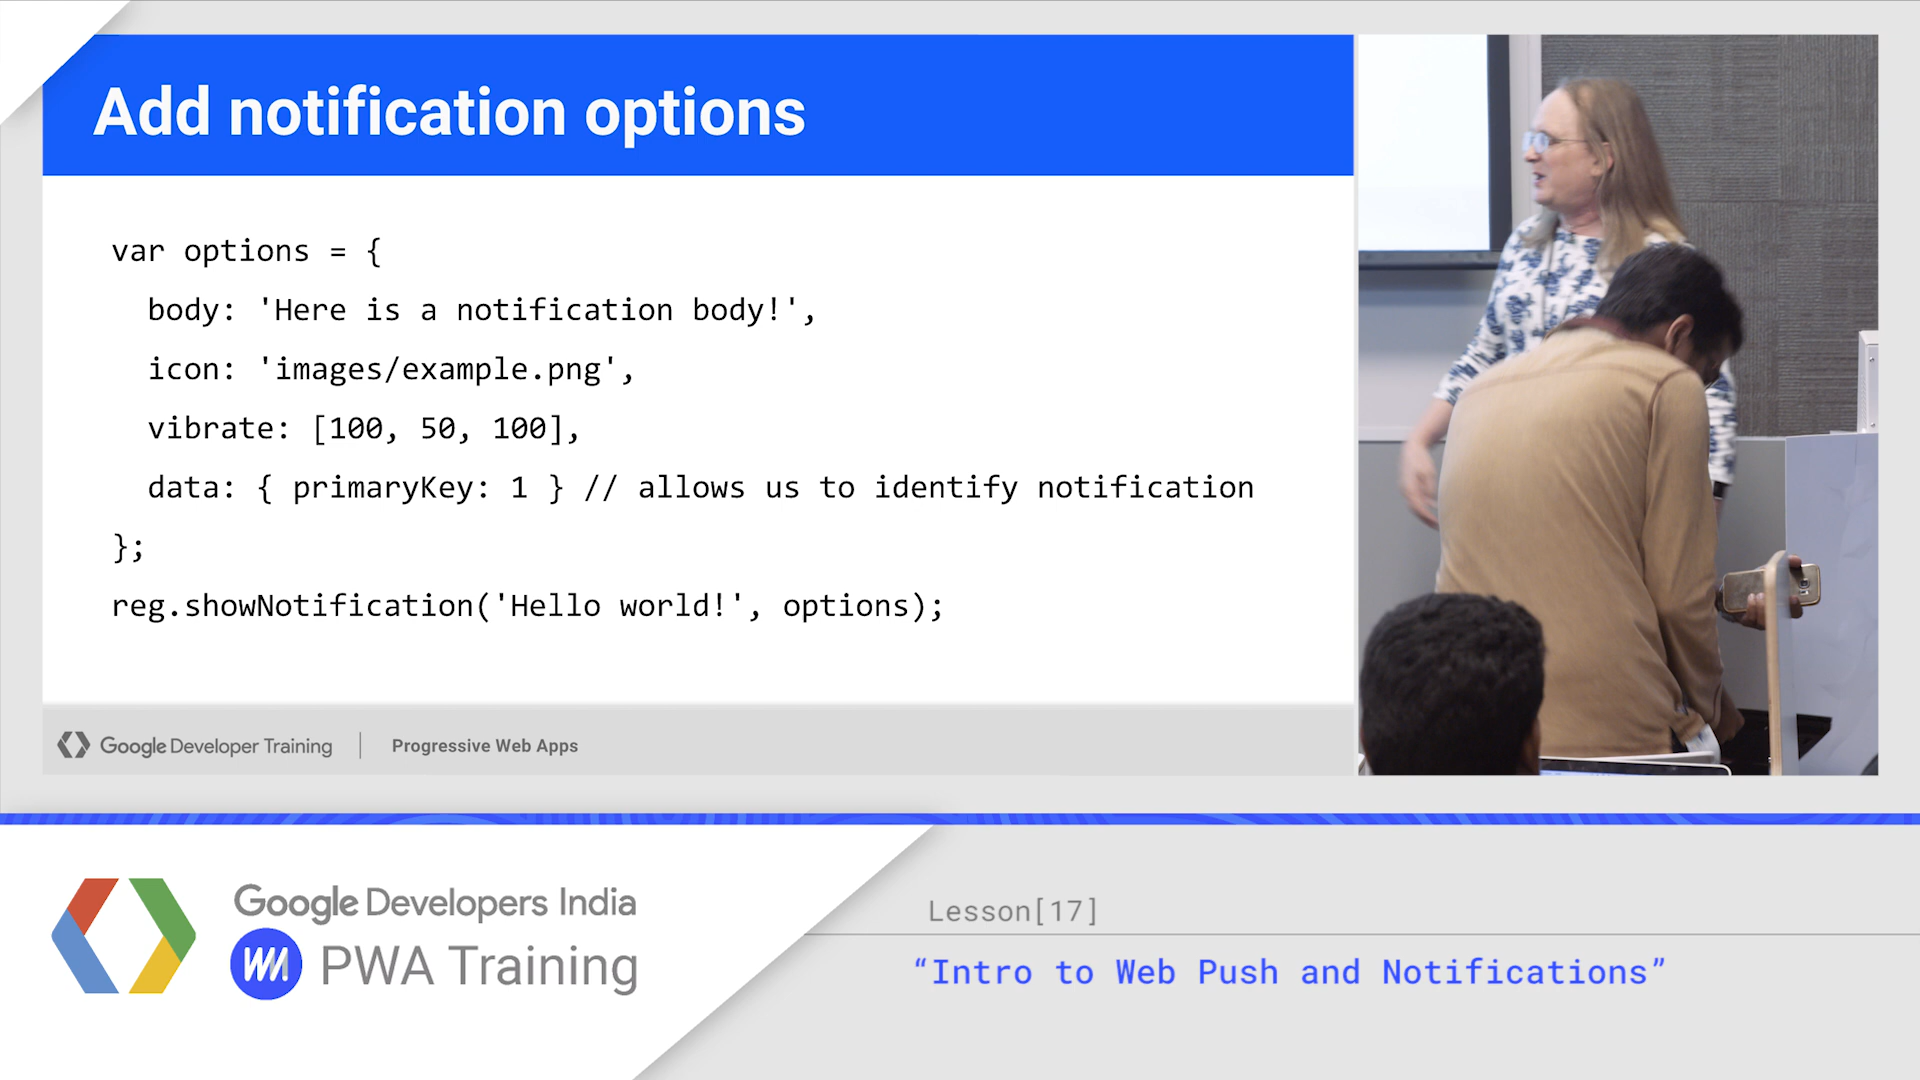 Add notification options
var options = {
body: 'Here is a notification body!',
icon: 'images/example.png',
vibrate: [100, 50, 100],
data: { primaryKey: 1 } // allows us to identify notification
};
reg.showNotification('Hello world!', options);
Google Developer Training
Progressive Web Apps
Google Developers India
PWA Training
Lesson[17]
“Intro to Web Push and Notifications”